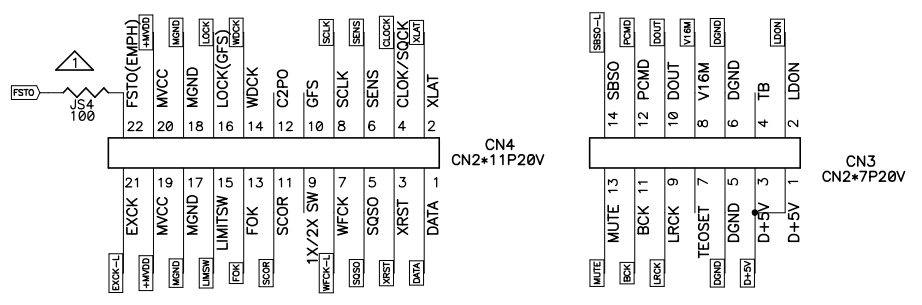 +MVDD MGND LOCK WDCK SCLK SENS CLOCK XLAT
SBSO-L PCMD DOUT V16M DGND LDON
1
FSTO
JS4
100
FSTO(EMPH) MVCC MGND LOCK(GFS) WDCK C2PO GFS SCLK SENS CLOK/SQCK XLAT
22 20 18 16 14 12 10 8 6 4 2
CN4
CN2*11P20V
21 19 17 15 13 11 9 7 5 3 1
EXCK MVCC MGND LIMITSW FOK SCOR 1X/2X SW WFCK SQSO XRST DATA
EXCK-L +MVDD MGND LIMSW FOK SCOR WFCK-L SQSO XRST DATA
SBSO PCMD DOUT V16M DGND TB LDON
14 12 10 8 6 4 2
CN3
CN2*7P20V
13 11 9 7 5 3 1
MUTE BCK LRCK TEOSET DGND D+5V D+5V
MUTE BCK LRCK DGND D+5V